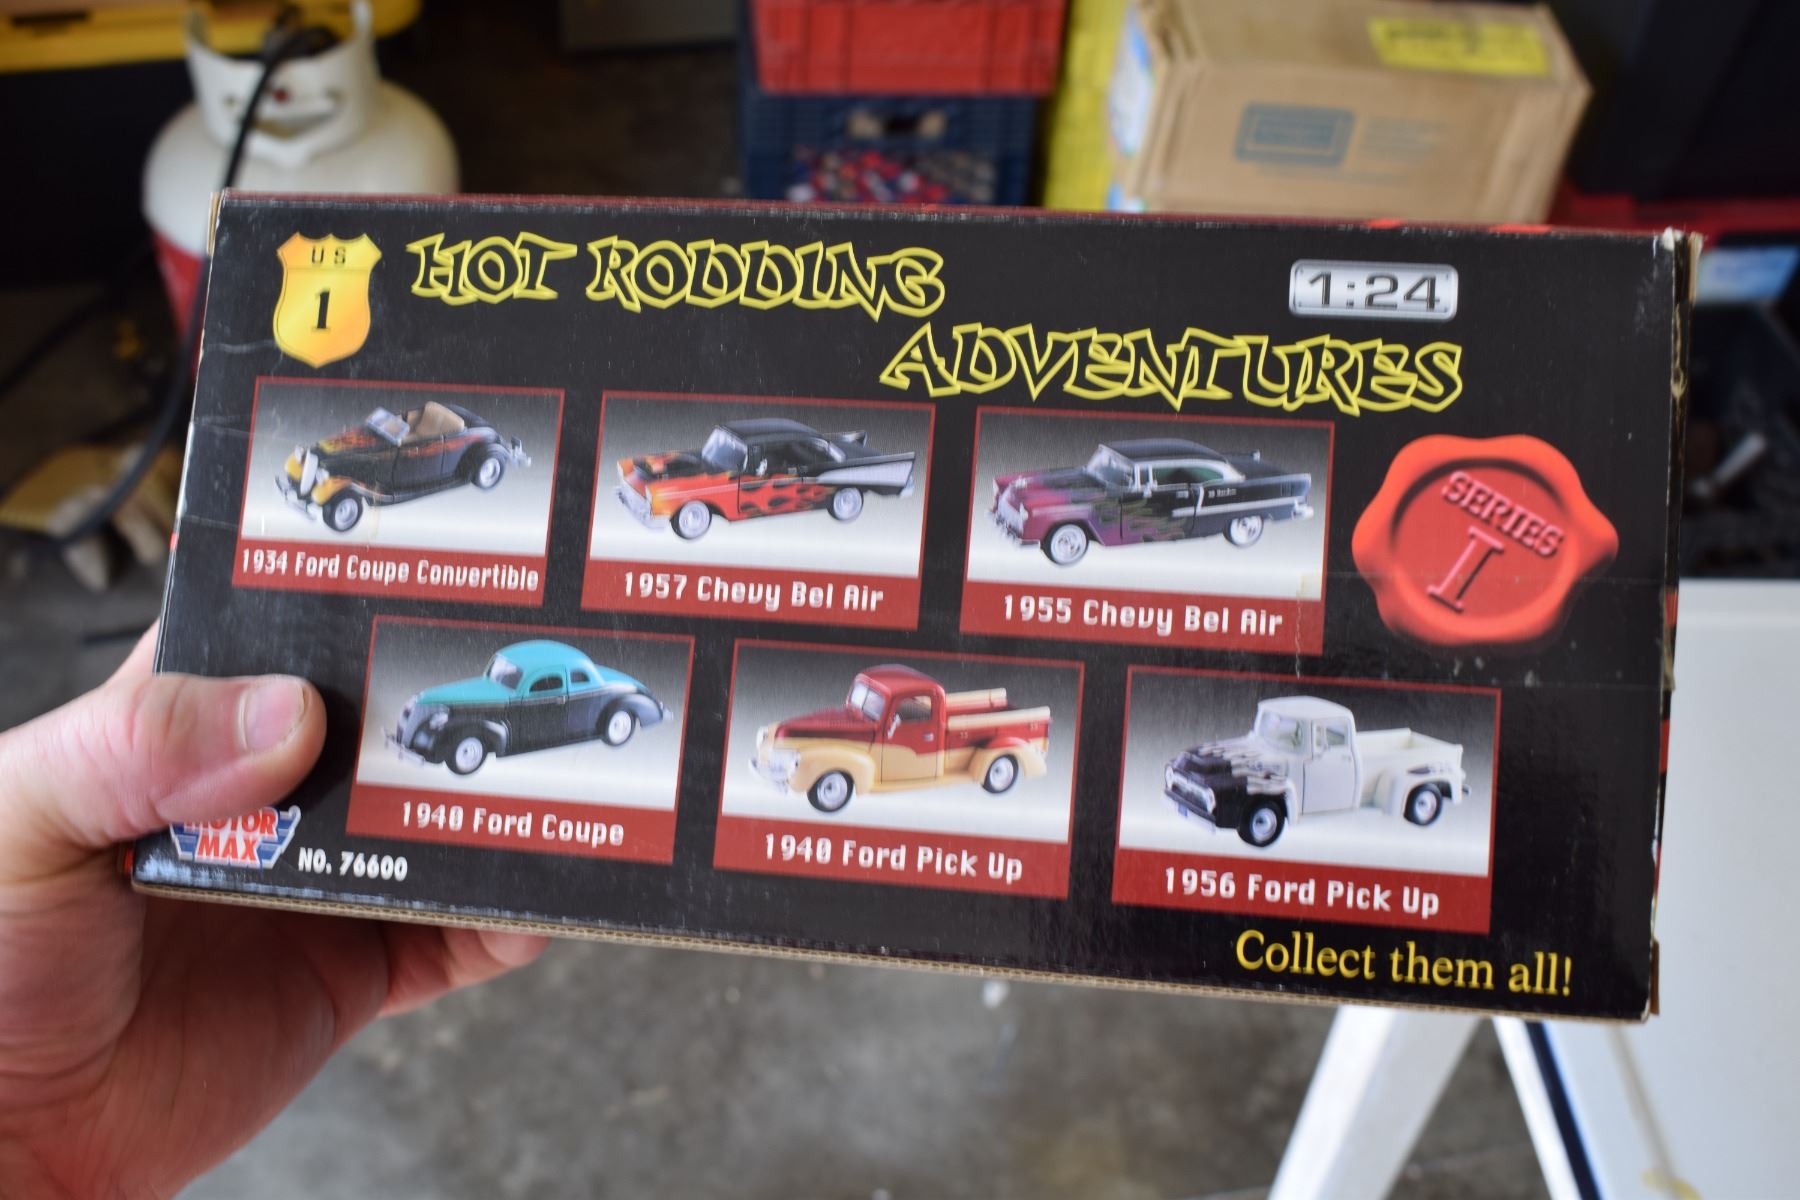 US
1
HOT RODDING
ADVENTURES
1:24
1934 Ford Coupe Convertible
1957 Chevy Bel Air
1955 Chevy Bel Air
SERIES
I
1940 Ford Coupe
1940 Ford Pick Up
1956 Ford Pick Up
MOTOR
MAX
NO. 76600
Collect them all!